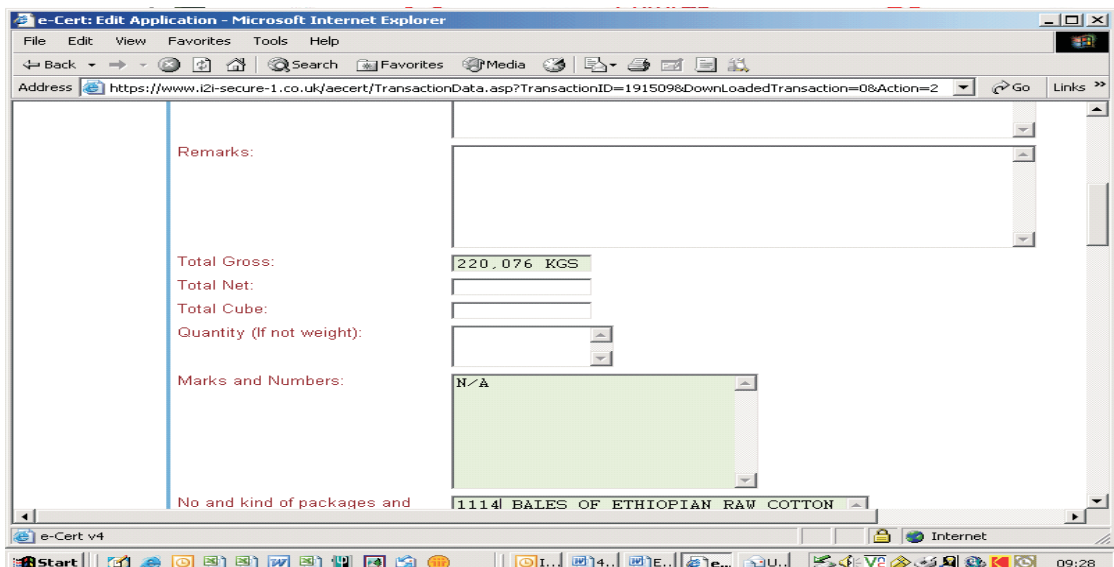 e-Cert: Edit Application - Microsoft Internet Explorer
File Edit View Favorites Tools Help
Back Search Favorites Media
Address https://www.i2i-secure-1.co.uk/aecert/TransactionData.asp?TransactionID=191509&DownLoadedTransaction=0&Action=2 Go Links »
Remarks:
Total Gross: 220,076 KGS
Total Net:
Total Cube:
Quantity (If not weight):
Marks and Numbers: N/A
No and kind of packages and 1114 BALES OF ETHIOPIAN RAW COTTON
e-Cert v4 Internet
Start I... 4.. E.. e... U.. 09:28